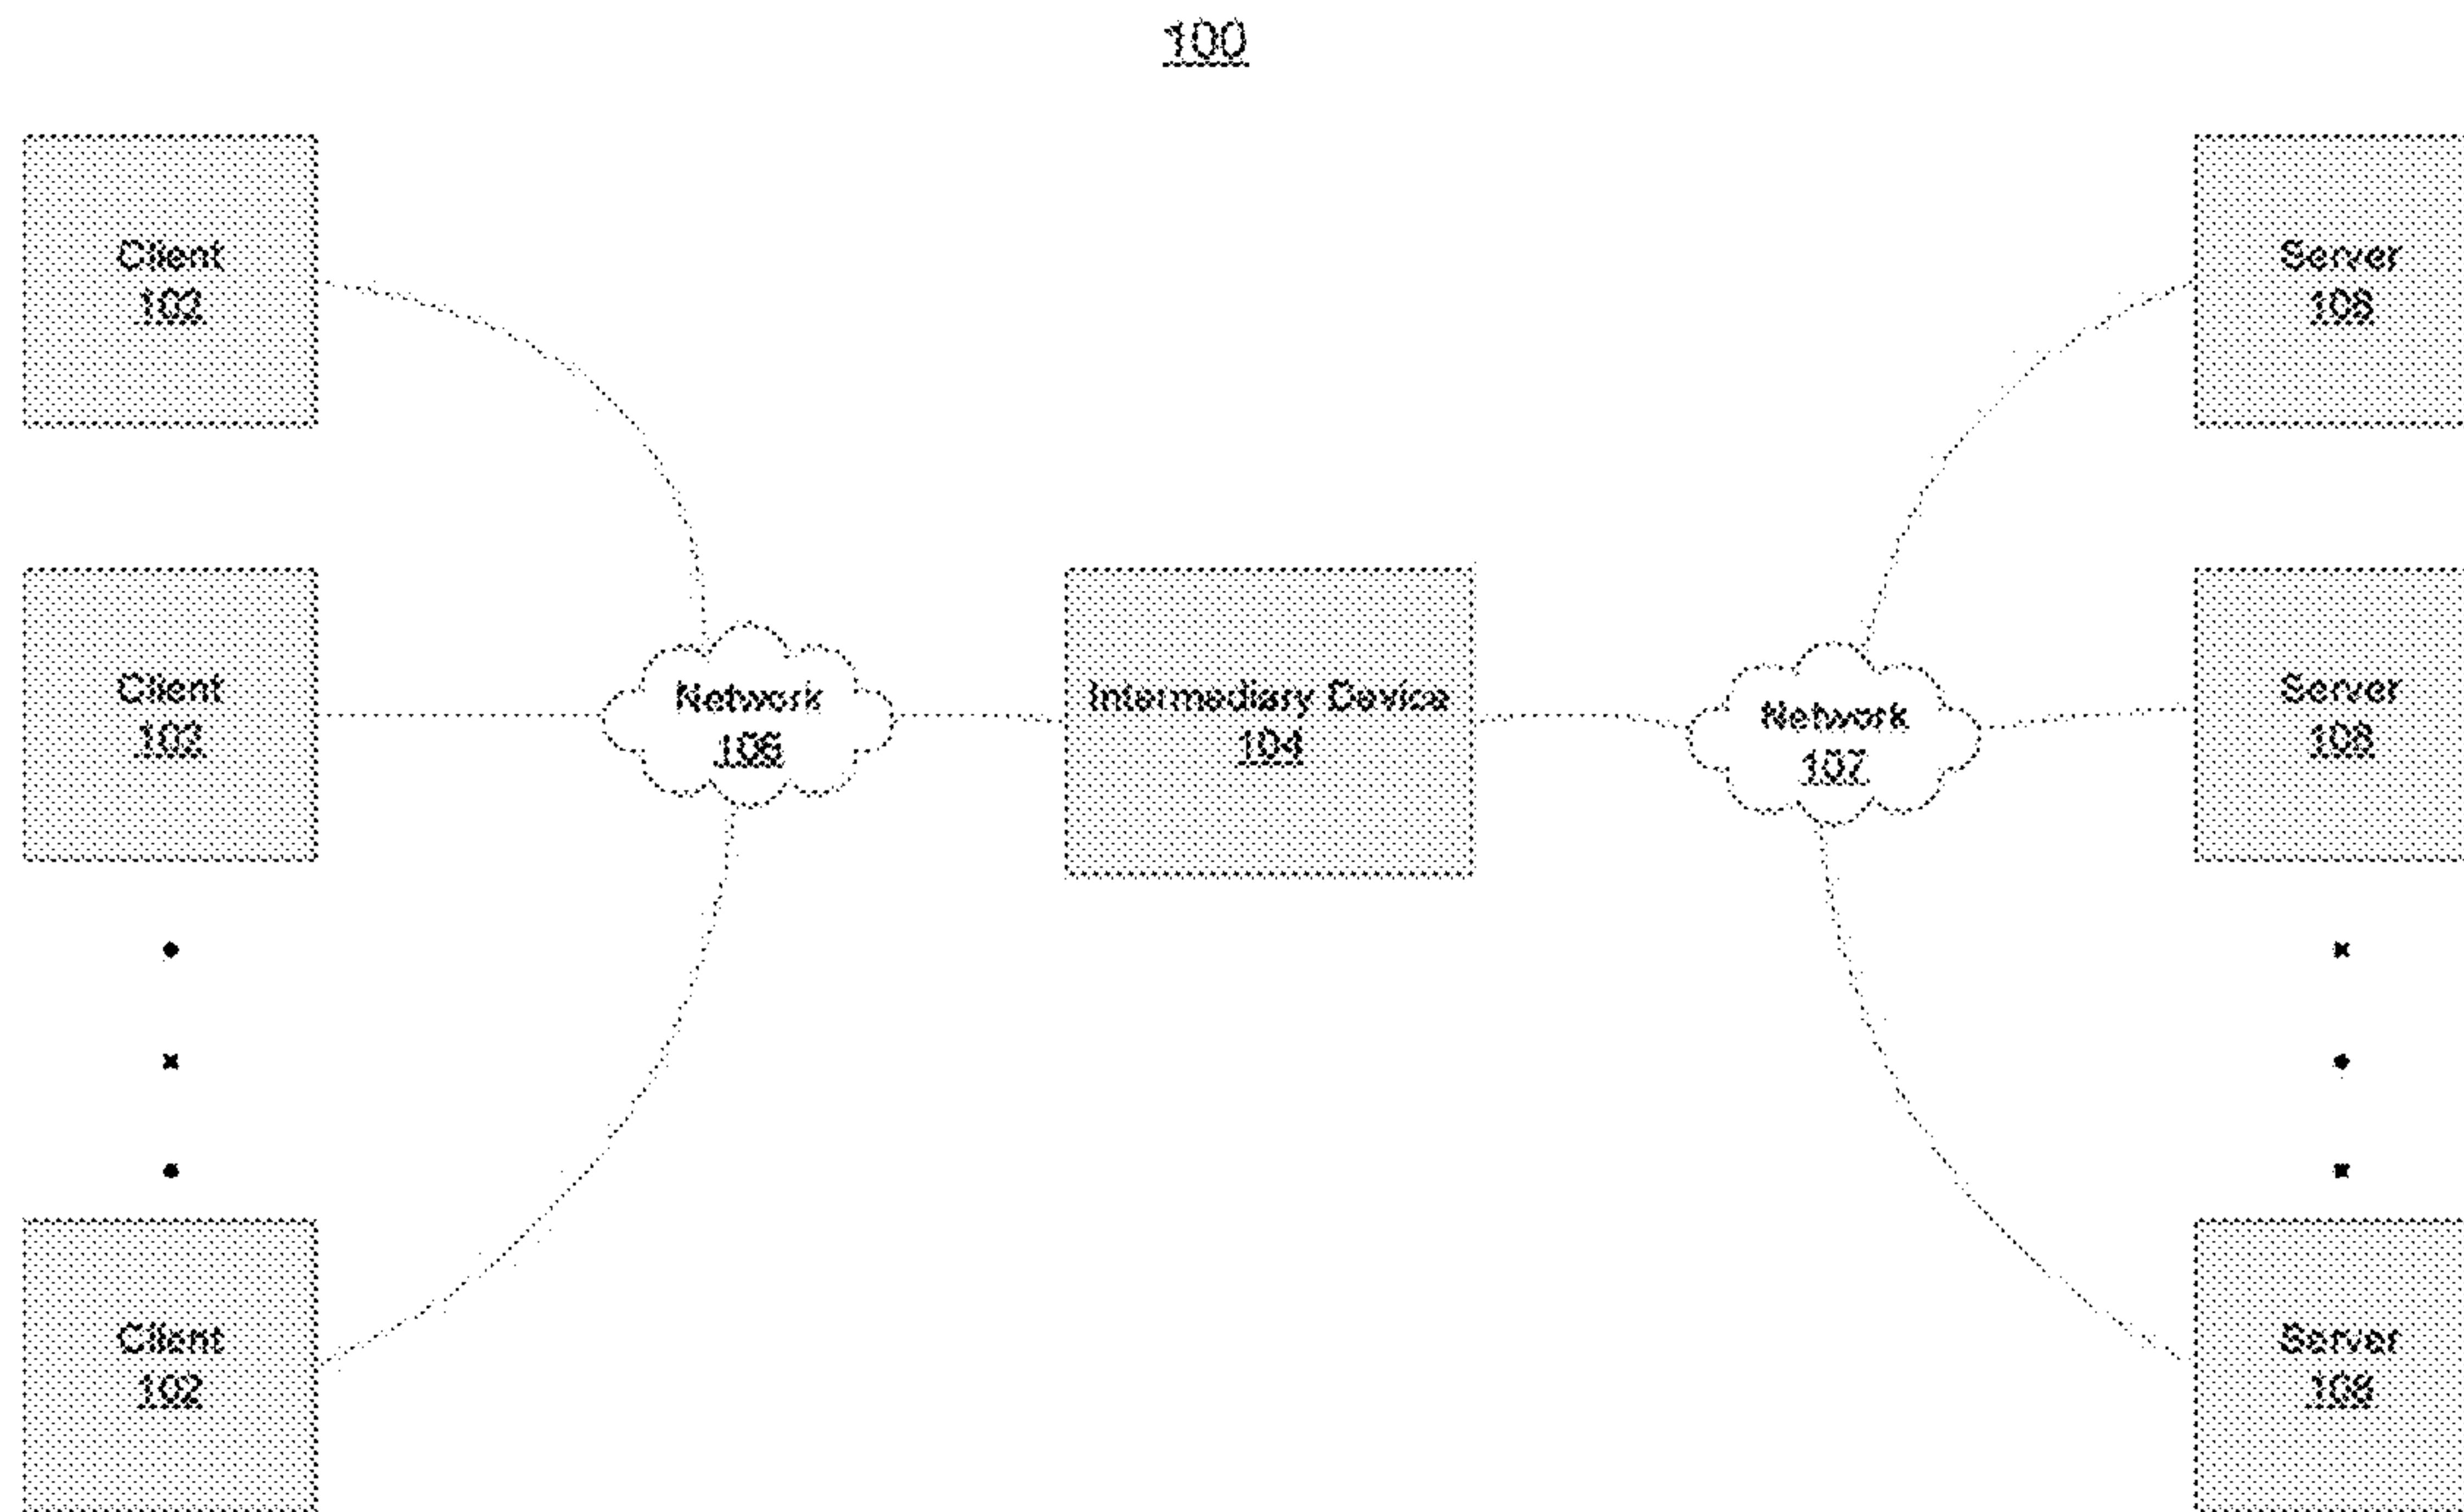 100
Client
102
Server
108
Client
102
Network
106
Intermediary Device
104
Network
107
Server
108
Client
102
Server
108